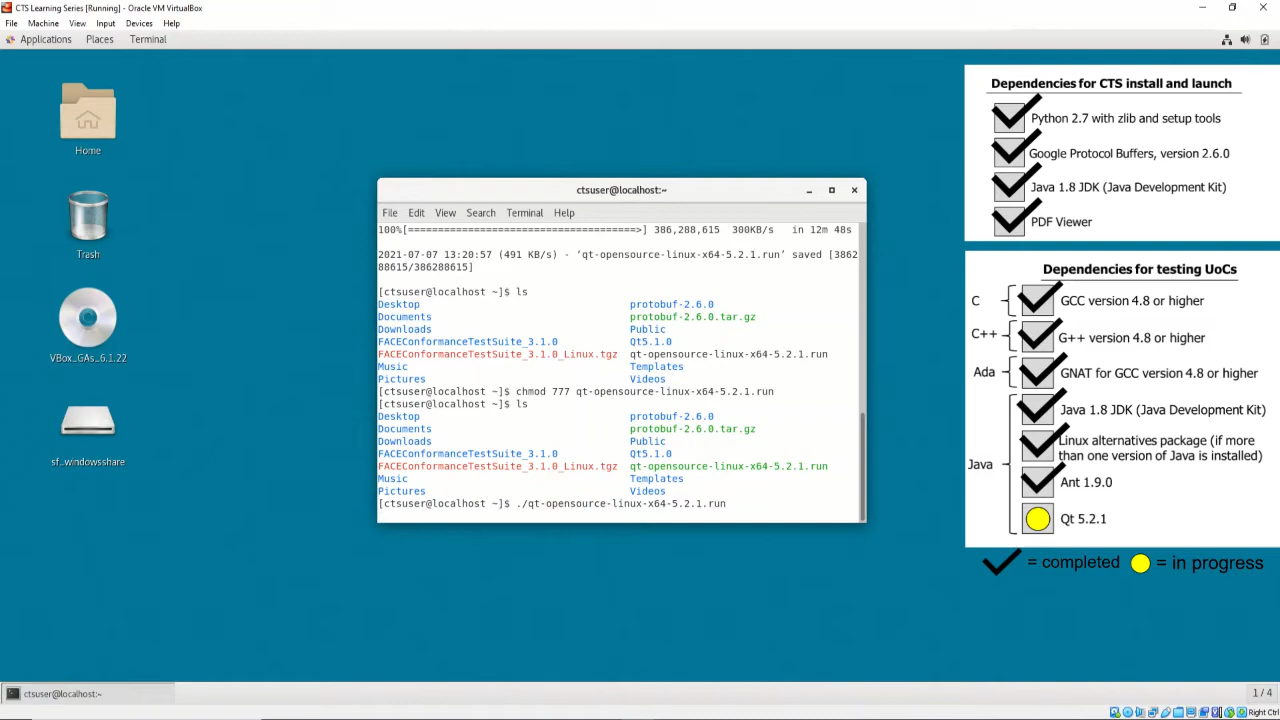 CTS Learning Series [Running] - Oracle VM VirtualBox
File Machine View Input Devices Help
Applications Places Terminal
Home
Trash
VBox_GAs_6.1.22
sf_windowsshare
ctsuser@localhost:~
File Edit View Search Terminal Help
100%[=====================================>] 386,288,615 300KB/s in 12m 48s
2021-07-07 13:20:57 (491 KB/s) - ‘qt-opensource-linux-x64-5.2.1.run’ saved [3862
88615/386288615]
[ctsuser@localhost ~]$ ls
Desktop protobuf-2.6.0
Documents protobuf-2.6.0.tar.gz
Downloads Public
FACEConformanceTestSuite_3.1.0 Qt5.1.0
FACEConformanceTestSuite_3.1.0_Linux.tgz qt-opensource-linux-x64-5.2.1.run
Music Templates
Pictures Videos
[ctsuser@localhost ~]$ chmod 777 qt-opensource-linux-x64-5.2.1.run
[ctsuser@localhost ~]$ ls
Desktop protobuf-2.6.0
Documents protobuf-2.6.0.tar.gz
Downloads Public
FACEConformanceTestSuite_3.1.0 Qt5.1.0
FACEConformanceTestSuite_3.1.0_Linux.tgz qt-opensource-linux-x64-5.2.1.run
Music Templates
Pictures Videos
[ctsuser@localhost ~]$ ./qt-opensource-linux-x64-5.2.1.run
Dependencies for CTS install and launch
Python 2.7 with zlib and setup tools
Google Protocol Buffers, version 2.6.0
Java 1.8 JDK (Java Development Kit)
PDF Viewer
Dependencies for testing UoCs
C GCC version 4.8 or higher
C++ G++ version 4.8 or higher
Ada GNAT for GCC version 4.8 or higher
Java 1.8 JDK (Java Development Kit)
Linux alternatives package (if more
than one version of Java is installed)
Java
Ant 1.9.0
Qt 5.2.1
= completed = in progress
ctsuser@localhost:~
1 / 4
Right Ctrl